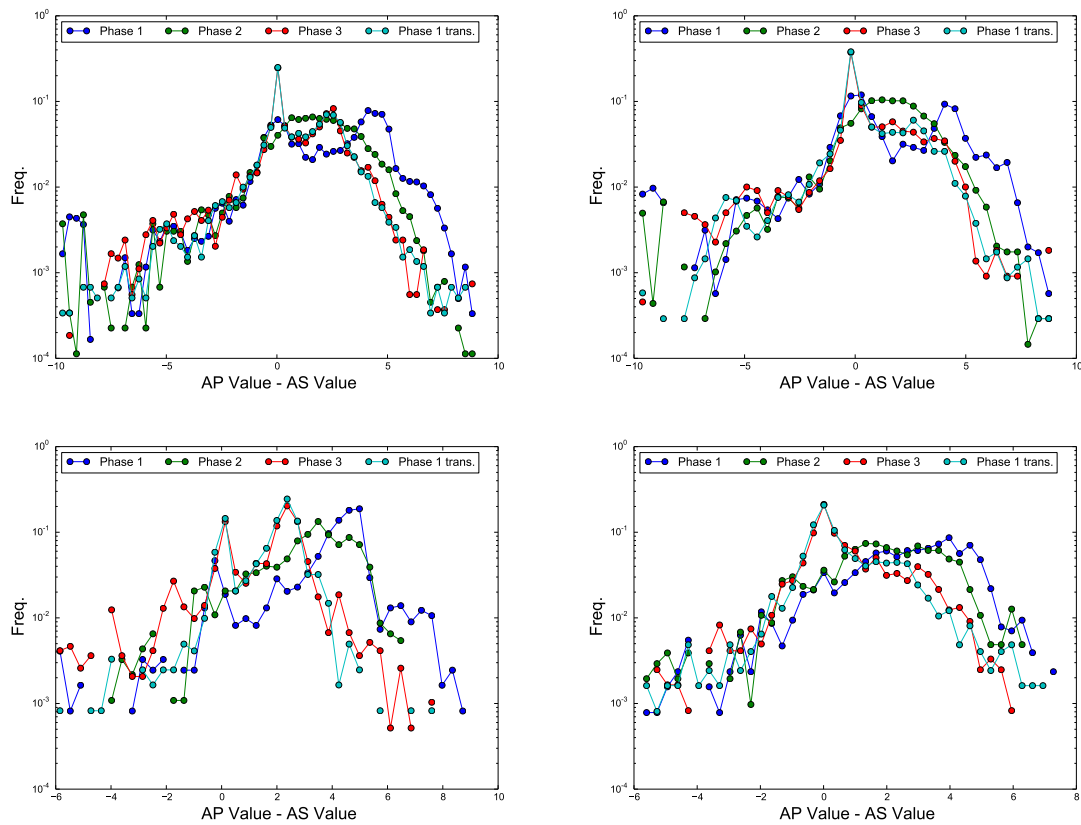 10^0
Phase 1 Phase 2 Phase 3 Phase 1 trans.
10^-1
Freq.
10^-2
10^-3
10^-4
−10 −5 0 5 10
AP Value - AS Value
10^0
Phase 1 Phase 2 Phase 3 Phase 1 trans.
10^-1
Freq.
10^-2
10^-3
10^-4
−10 −5 0 5 10
AP Value - AS Value
10^0
Phase 1 Phase 2 Phase 3 Phase 1 trans.
10^-1
Freq.
10^-2
10^-3
10^-4
−6 −4 −2 0 2 4 6 8 10
AP Value - AS Value
10^0
Phase 1 Phase 2 Phase 3 Phase 1 trans.
10^-1
Freq.
10^-2
10^-3
10^-4
−6 −4 −2 0 2 4 6 8
AP Value - AS Value